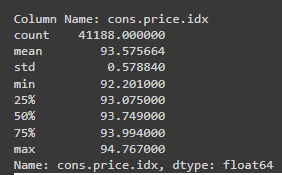 Column Name: cons.price.idx
count    41188.000000
mean        93.575664
std          0.578840
min         92.201000
25%         93.075000
50%         93.749000
75%         93.994000
max         94.767000
Name: cons.price.idx, dtype: float64